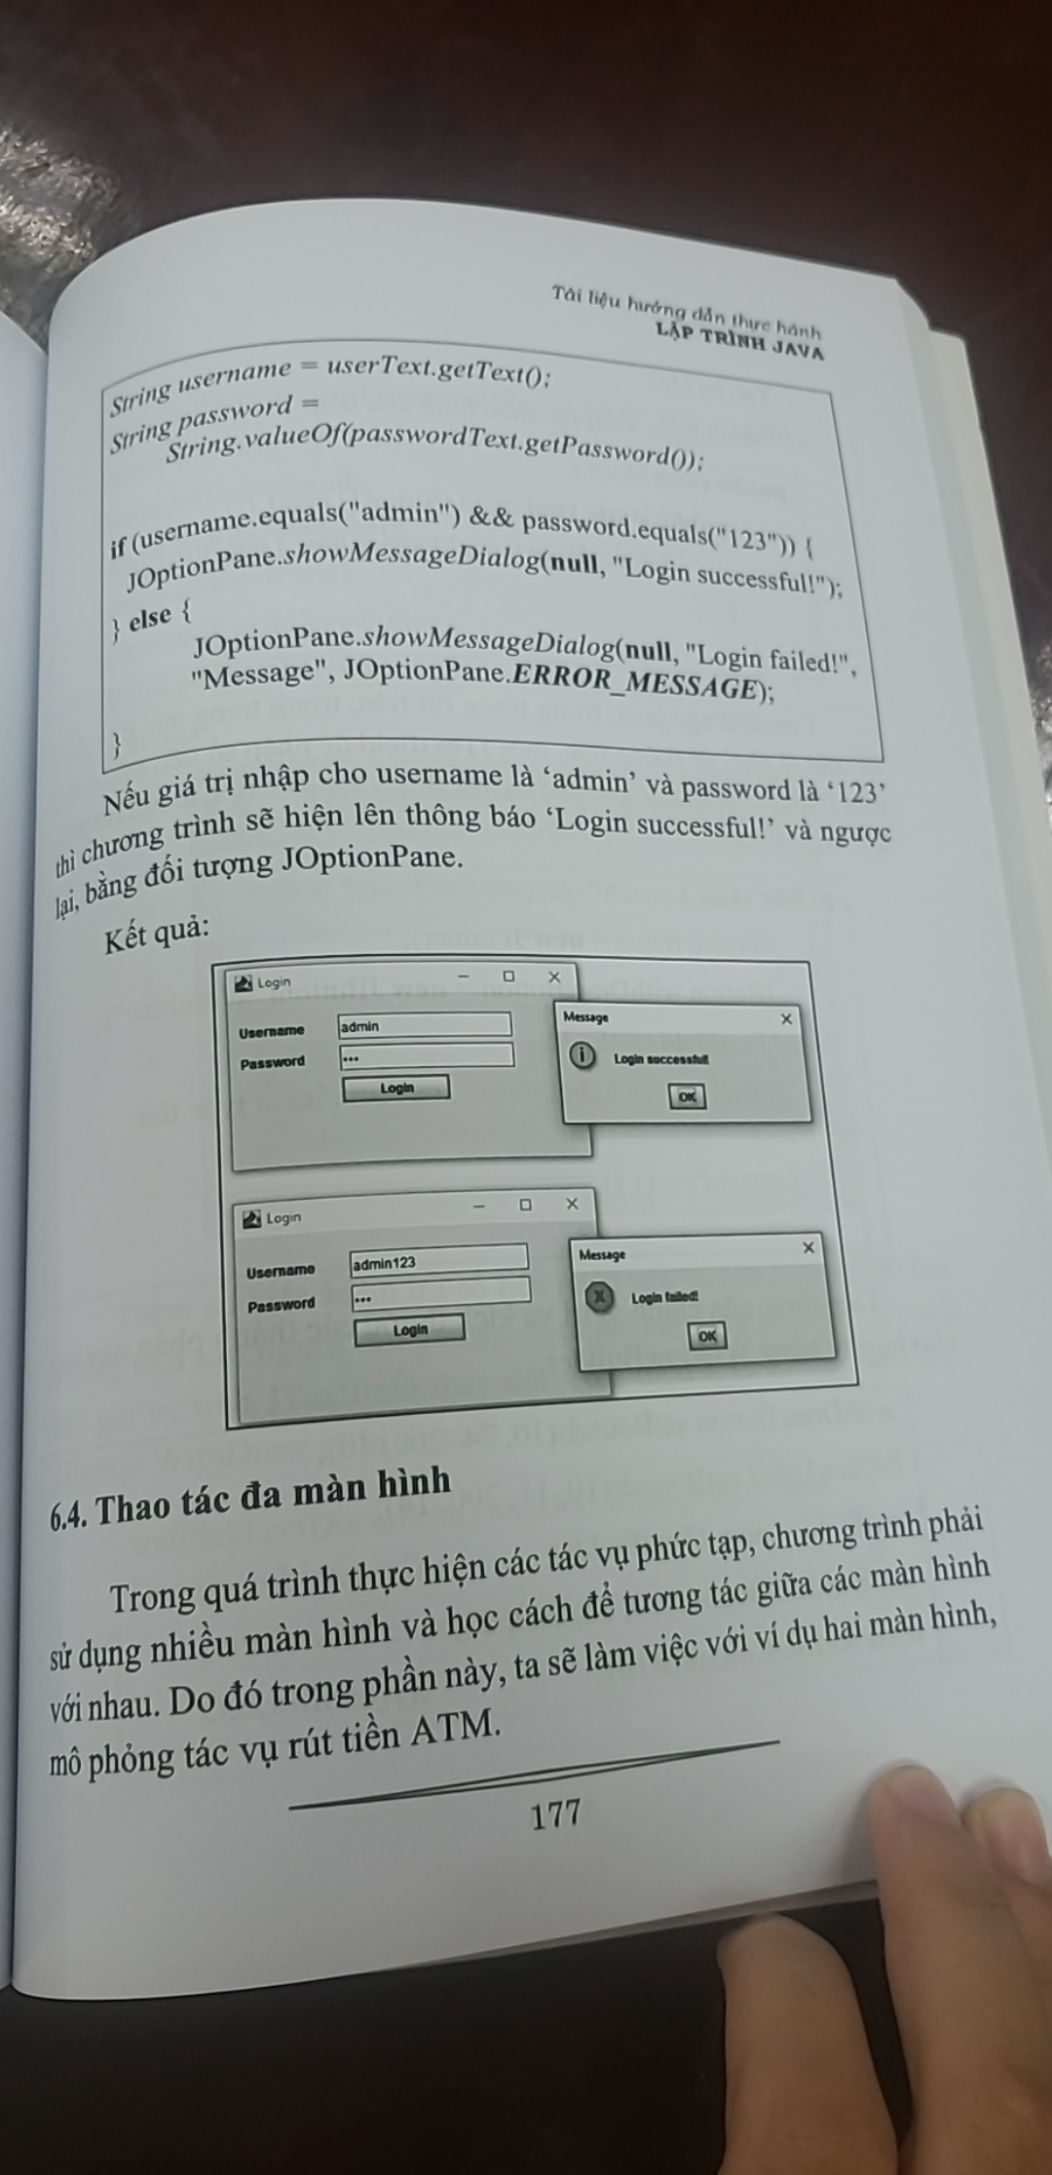 Tài liệu hướng dẫn thực hành
LẬP TRÌNH JAVA
String username = userText.getText();
String password =
String.valueOf(passwordText.getPassword());
if (username.equals("admin") && password.equals("123")) {
JOptionPane.showMessageDialog(null, "Login successful!");
} else {
JOptionPane.showMessageDialog(null, "Login failed!",
"Message", JOptionPane.ERROR_MESSAGE);
}
Nếu giá trị nhập cho username là ‘admin’ và password là ‘123’
thì chương trình sẽ hiện lên thông báo ‘Login successful!’ và ngược
lại, bằng đối tượng JOptionPane.
Kết quả:
Login
Username admin
Password •••
Login
Message
Login successful!
OK
Login
Username admin123
Password •••
Login
Message
Login failed!
OK
6.4. Thao tác đa màn hình
Trong quá trình thực hiện các tác vụ phức tạp, chương trình phải
sử dụng nhiều màn hình và học cách để tương tác giữa các màn hình
với nhau. Do đó trong phần này, ta sẽ làm việc với ví dụ hai màn hình,
mô phỏng tác vụ rút tiền ATM.
177